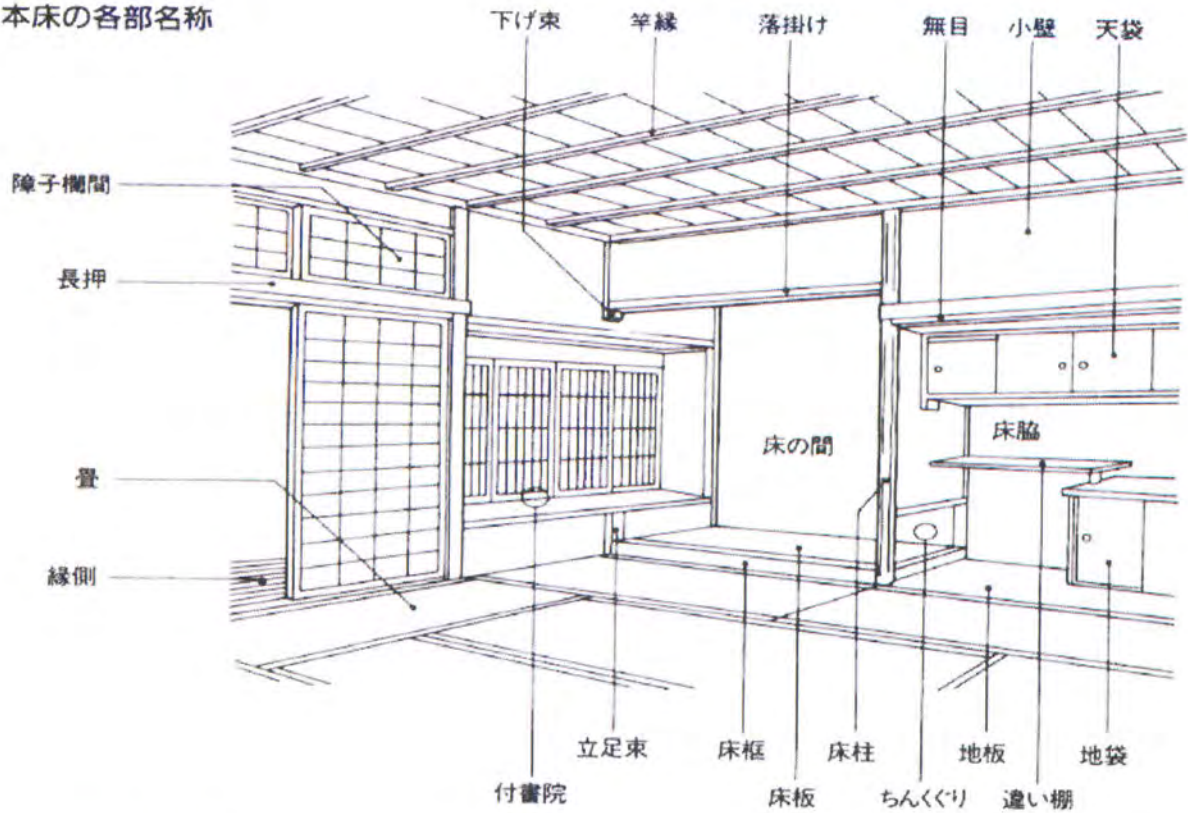 本床の各部名称
下げ束 竿縁 落掛け 無目 小壁 天袋
障子欄間
長押
床の間
床脇
畳
縁側
立足束 床框 床柱 地板 地袋
付書院 床板 ちんくぐり 違い棚